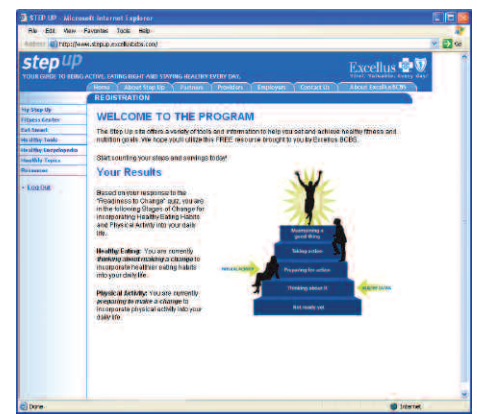 STEP UP - Microsoft Internet Explorer
File Edit View Favorites Tools Help
Address http://www.stepup.excellusbcbs.com/ Go
step up
YOUR GUIDE TO BEING ACTIVE, EATING RIGHT AND STAYING HEALTHY EVERY DAY.
Excellus
Home About Step Up Partners Providers Employers Contact Us About ExcellusBCBS
REGISTRATION
My Step Up
Fitness Center
Eat Smart
Healthy Tools
Healthy Encyclopedia
Healthy Topics
Resources
Log Out
WELCOME TO THE PROGRAM
The Step Up site offers a variety of tools and information to help you set and achieve healthy fitness and
nutrition goals. We hope you'll utilize this FREE resource brought to you by Excellus BCBS.
Start counting your steps and servings today!
Your Results
Based on your response to the
"Readiness to Change" quiz, you are
in the following Stages of Change for
incorporating Healthy Eating Habits
and Physical Activity into your daily
life.
Healthy Eating: You are currently
thinking about making a change to
incorporate healthier eating habits
into your daily life.
Physical Activity: You are currently
preparing to make a change to
incorporate physical activity into your
daily life.
Maintaining a
good thing
Taking action
Preparing for action
Thinking about it
Not ready yet
Done
Internet